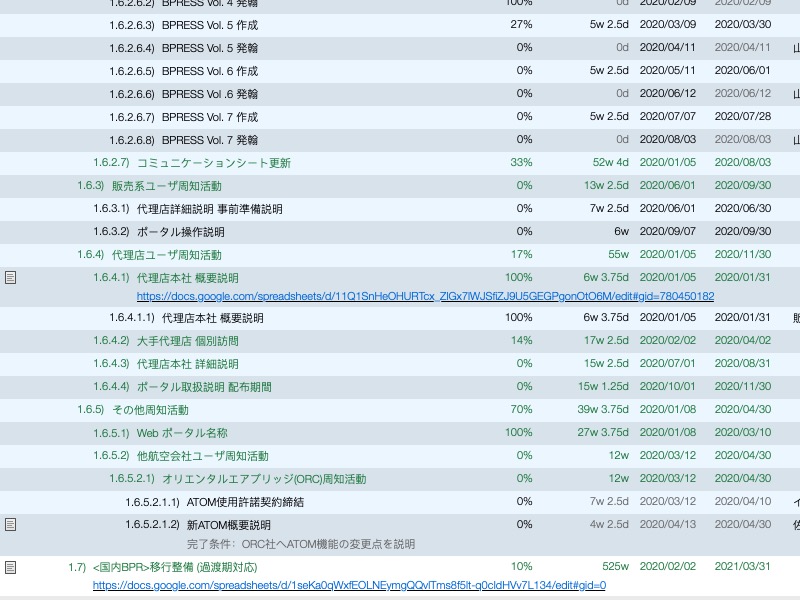 1.6.2.6.2) BPRESS Vol. 4 発翰 100% 0d 2020/02/09 2020/02/09
1.6.2.6.3) BPRESS Vol. 5 作成 27% 5w 2.5d 2020/03/09 2020/03/30
1.6.2.6.4) BPRESS Vol. 5 発翰 0% 0d 2020/04/11 2020/04/11 山
1.6.2.6.5) BPRESS Vol. 6 作成 0% 5w 2.5d 2020/05/11 2020/06/01
1.6.2.6.6) BPRESS Vol .6 発翰 0% 0d 2020/06/12 2020/06/12 山
1.6.2.6.7) BPRESS Vol. 7 作成 0% 5w 2.5d 2020/07/07 2020/07/28
1.6.2.6.8) BPRESS Vol. 7 発翰 0% 0d 2020/08/03 2020/08/03 山
1.6.2.7) コミュニケーションシート更新 33% 52w 4d 2020/01/05 2020/08/03
1.6.3) 販売系ユーザ周知活動 0% 13w 2.5d 2020/06/01 2020/09/30
1.6.3.1) 代理店詳細説明 事前準備説明 0% 7w 2.5d 2020/06/01 2020/06/30
1.6.3.2) ポータル操作説明 0% 6w 2020/09/07 2020/09/30
1.6.4) 代理店ユーザ周知活動 17% 55w 2020/01/05 2020/11/30
1.6.4.1) 代理店本社 概要説明 100% 6w 3.75d 2020/01/05 2020/01/31
https://docs.google.com/spreadsheets/d/11Q1SnHeOHURTcx_ZIGx7lWJSfiZJ9U5GEGPgonOtO6M/edit#gid=780450182
1.6.4.1.1) 代理店本社 概要説明 100% 6w 3.75d 2020/01/05 2020/01/31
1.6.4.2) 大手代理店 個別訪問 14% 17w 2.5d 2020/02/02 2020/04/02
1.6.4.3) 代理店本社 詳細説明 0% 15w 2.5d 2020/07/01 2020/08/31
1.6.4.4) ポータル取扱説明 配布期間 0% 15w 1.25d 2020/10/01 2020/11/30
1.6.5) その他周知活動 70% 39w 3.75d 2020/01/08 2020/04/30
1.6.5.1) Web ポータル名称 100% 27w 3.75d 2020/01/08 2020/03/10
1.6.5.2) 他航空会社ユーザ周知活動 0% 12w 2020/03/12 2020/04/30
1.6.5.2.1) オリエンタルエアブリッジ(ORC)周知活動 0% 12w 2020/03/12 2020/04/30
1.6.5.2.1.1) ATOM使用許諾契約締結 0% 7w 2.5d 2020/03/12 2020/04/10
1.6.5.2.1.2) 新ATOM概要説明 0% 4w 2.5d 2020/04/13 2020/04/30 佐
完了条件： ORC社へATOM機能の変更点を説明
1.7) <国内BPR>移行整備 (過渡期対応) 10% 525w 2020/02/02 2021/03/31
https://docs.google.com/spreadsheets/d/1seKa0qWxfEOLNEymgQQvlTms8f5lt-q0cldHVv7L134/edit#gid=0